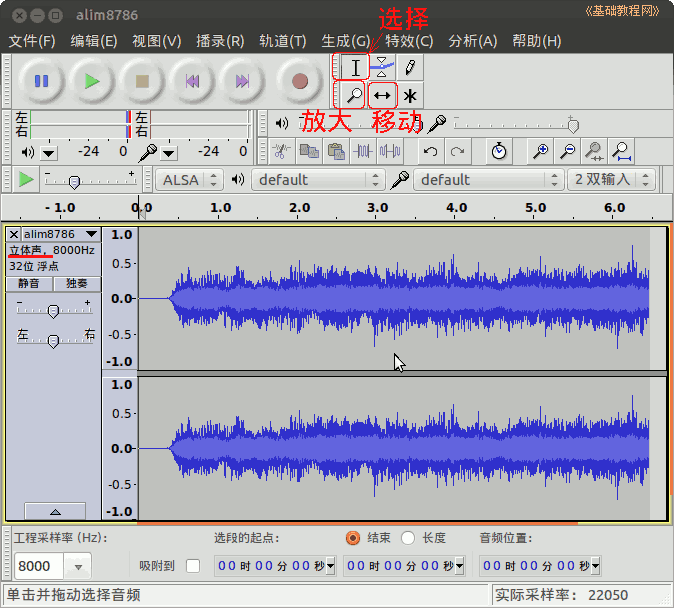 alim8786
《基础教程网》
选择
文件(F) 编辑(E) 视图(V) 播录(R) 轨道(T) 生成(G) 特效(C) 分析(A) 帮助(H)
放大 移动
左 左
右 右
-24 0 -24 0
ALSA default default 2 双输入
- 1.0 0.0 1.0 2.0 3.0 4.0 5.0 6.0
alim8786
立体声, 8000Hz
32位 浮点
静音 独奏
- +
左 右
1.0
0.5
0.0
-0.5
-1.0
1.0
0.5
0.0
-0.5
-1.0
工程采样率 (Hz): 选段的起点: 结束 长度 音频位置:
8000 吸附到 00 时 00 分 00 秒 00 时 00 分 00 秒 00 时 00 分 00 秒
单击并拖动选择音频 实际采样率: 22050